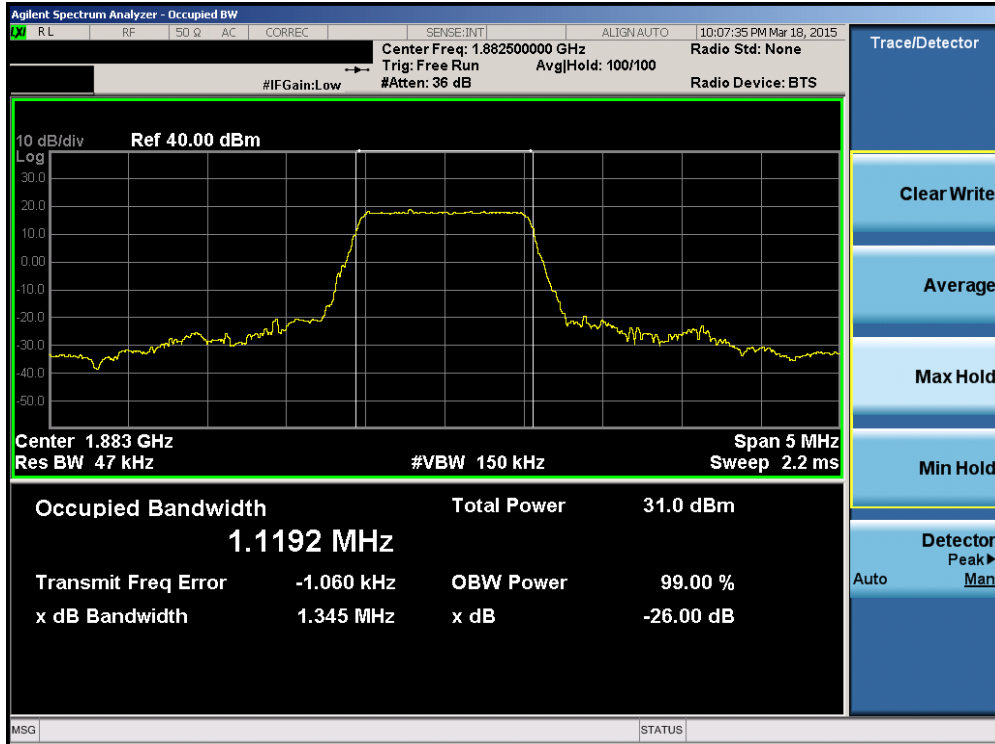 Agilent Spectrum Analyzer - Occupied BW
LXI RL RF 50 Ω AC CORREC SENSE:INT ALIGN AUTO 10:07:35 PM Mar 18, 2015
Center Freq: 1.882500000 GHz Radio Std: None
Trig: Free Run Avg|Hold: 100/100
#IFGain:Low #Atten: 36 dB Radio Device: BTS
10 dB/div Ref 40.00 dBm
Log
30.0
20.0
10.0
0.00
-10.0
-20.0
-30.0
-40.0
-50.0
Center 1.883 GHz Span 5 MHz
Res BW 47 kHz #VBW 150 kHz Sweep 2.2 ms
Occupied Bandwidth Total Power 31.0 dBm
1.1192 MHz
Transmit Freq Error -1.060 kHz OBW Power 99.00 %
x dB Bandwidth 1.345 MHz x dB -26.00 dB
MSG STATUS
Trace/Detector
Clear Write
Average
Max Hold
Min Hold
Detector
Peak▶
Auto Man